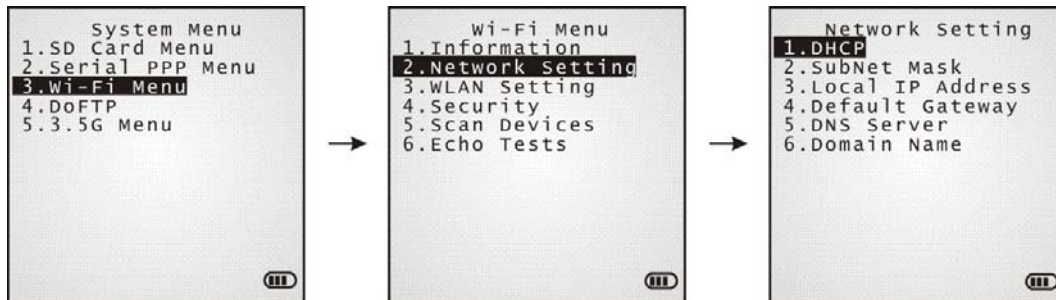 System Menu
1.SD Card Menu
2.Serial PPP Menu
3.Wi-Fi Menu
4.DoFTP
5.3.5G Menu
Wi-Fi Menu
1.Information
2.Network Setting
3.WLAN Setting
4.Security
5.Scan Devices
6.Echo Tests
Network Setting
1.DHCP
2.SubNet Mask
3.Local IP Address
4.Default Gateway
5.DNS Server
6.Domain Name